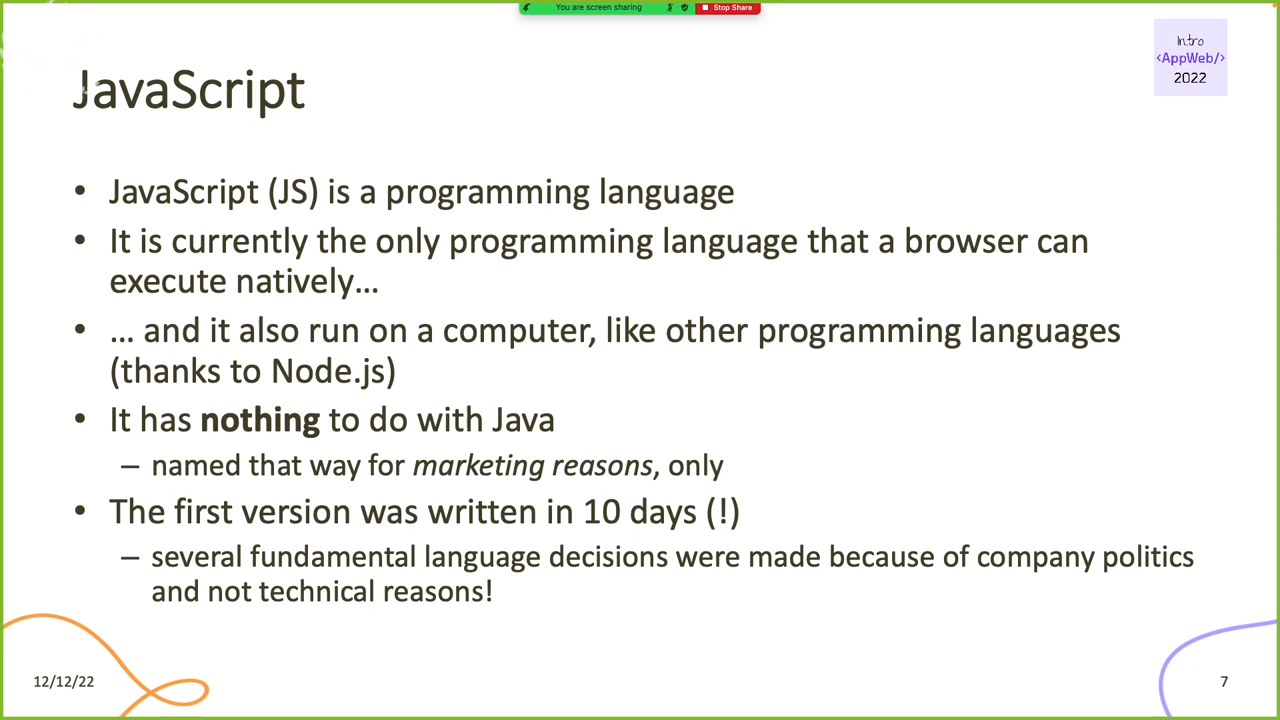 You are screen sharing
Stop Share
Intro
<AppWeb/>
2022
JavaScript
• JavaScript (JS) is a programming language
• It is currently the only programming language that a browser can
execute natively…
• … and it also run on a computer, like other programming languages
(thanks to Node.js)
• It has nothing to do with Java
– named that way for marketing reasons, only
• The first version was written in 10 days (!)
– several fundamental language decisions were made because of company politics
and not technical reasons!
12/12/22
7